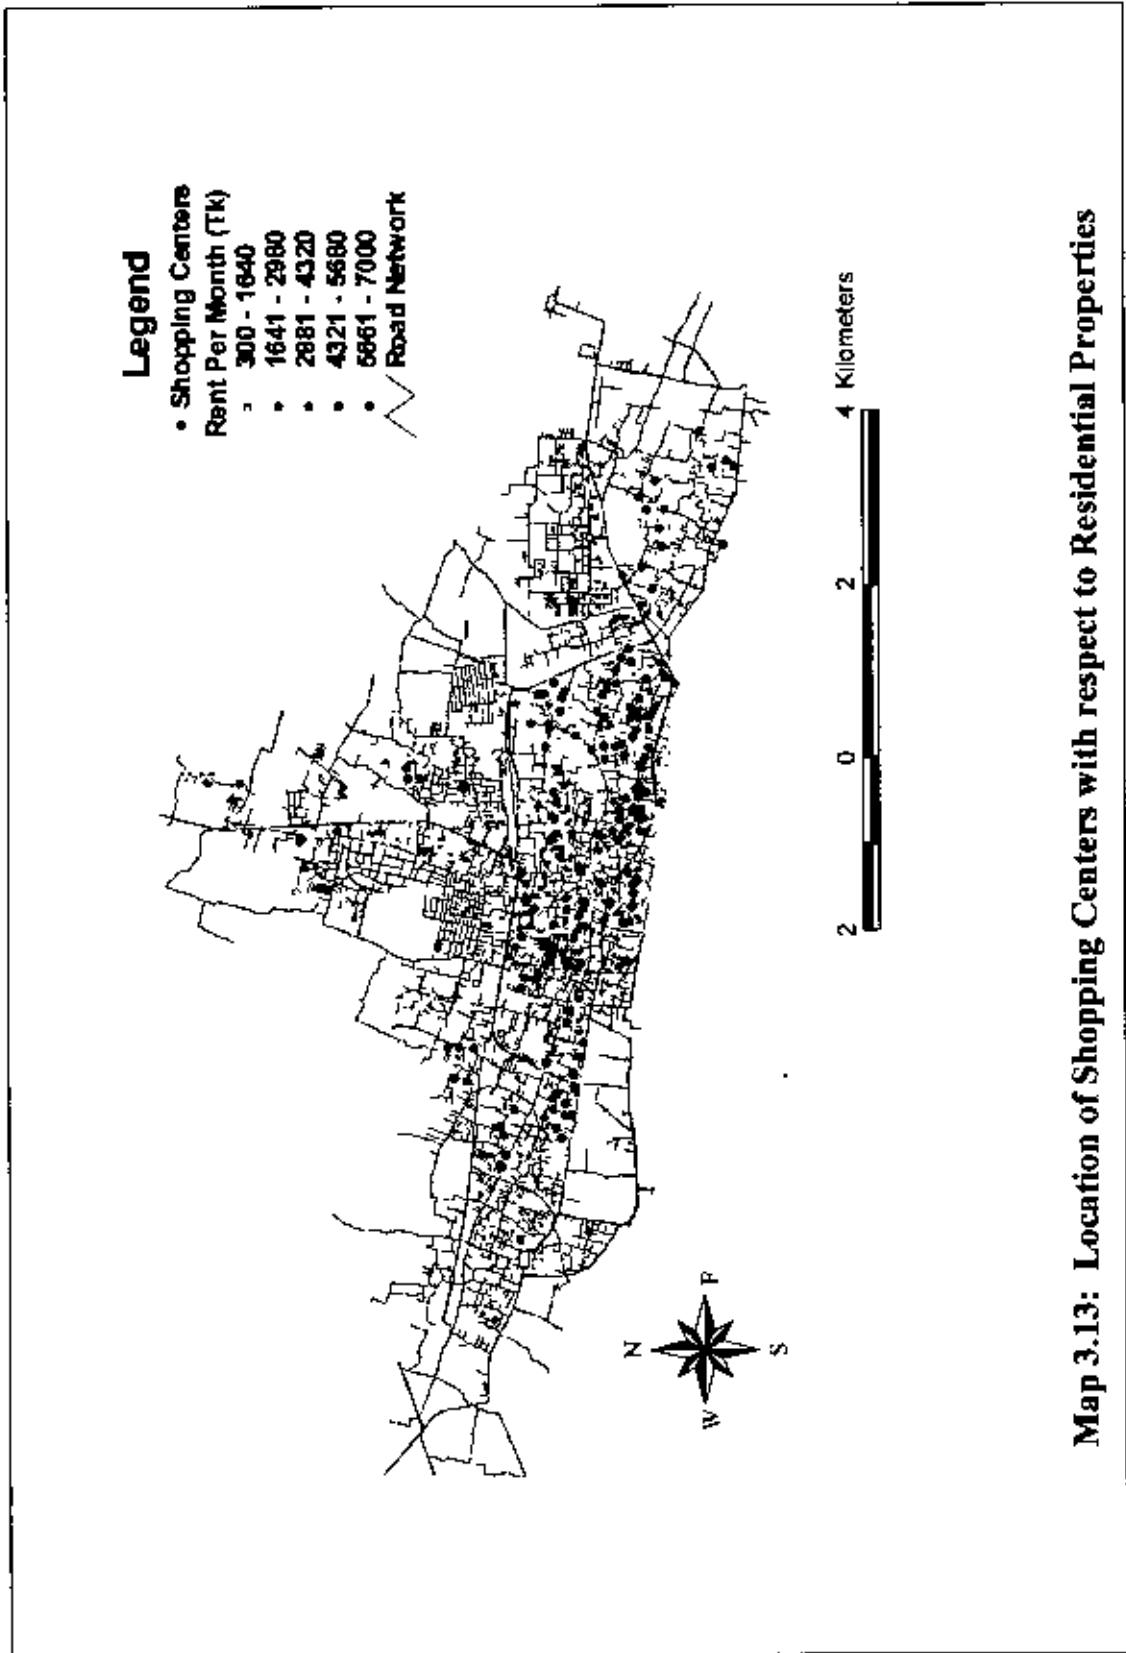 Legend
Shopping Centers
Rent Per Month (Tk)
300 - 1640
1641 - 2980
2981 - 4320
4321 - 5680
5661 - 7000
Road Network
N
W E
S
2 0 2 4 Kilometers
Map 3.13: Location of Shopping Centers with respect to Residential Properties